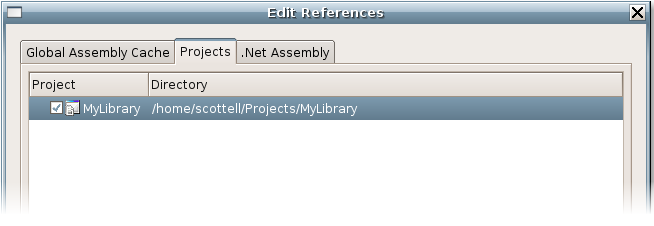 Edit References
Global Assembly Cache Projects .Net Assembly
Project Directory
MyLibrary /home/scottell/Projects/MyLibrary